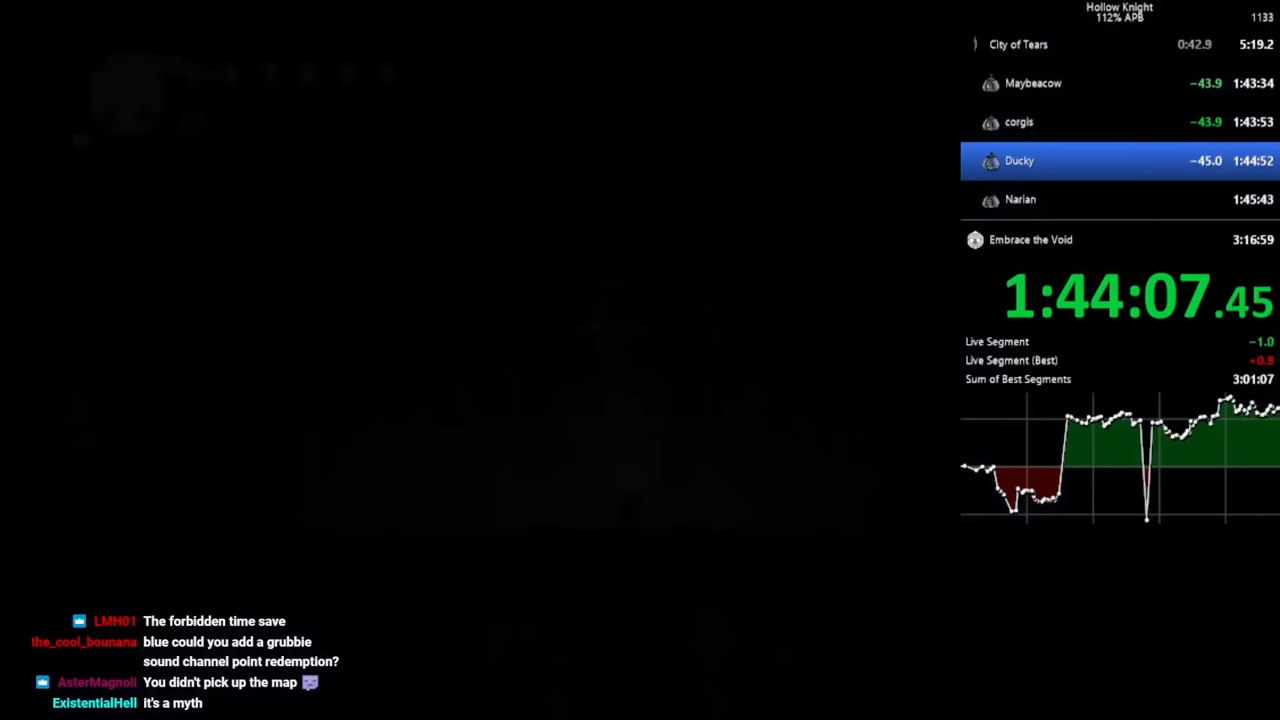 Hollow Knight
112% APB
1133
City of Tears 0:42.9 5:19.2
Maybeacow −43.9 1:43:34
corgis −43.9 1:43:53
Ducky −45.0 1:44:52
Narian 1:45:43
Embrace the Void 3:16:59
1:44:07.45
Live Segment −1.0
Live Segment (Best) +0.9
Sum of Best Segments 3:01:07
LMH01 The forbidden time save
the_cool_bounana blue could you add a grubbie
sound channel point redemption?
AsterMagnoli You didn't pick up the map
ExistentialHell It's a myth